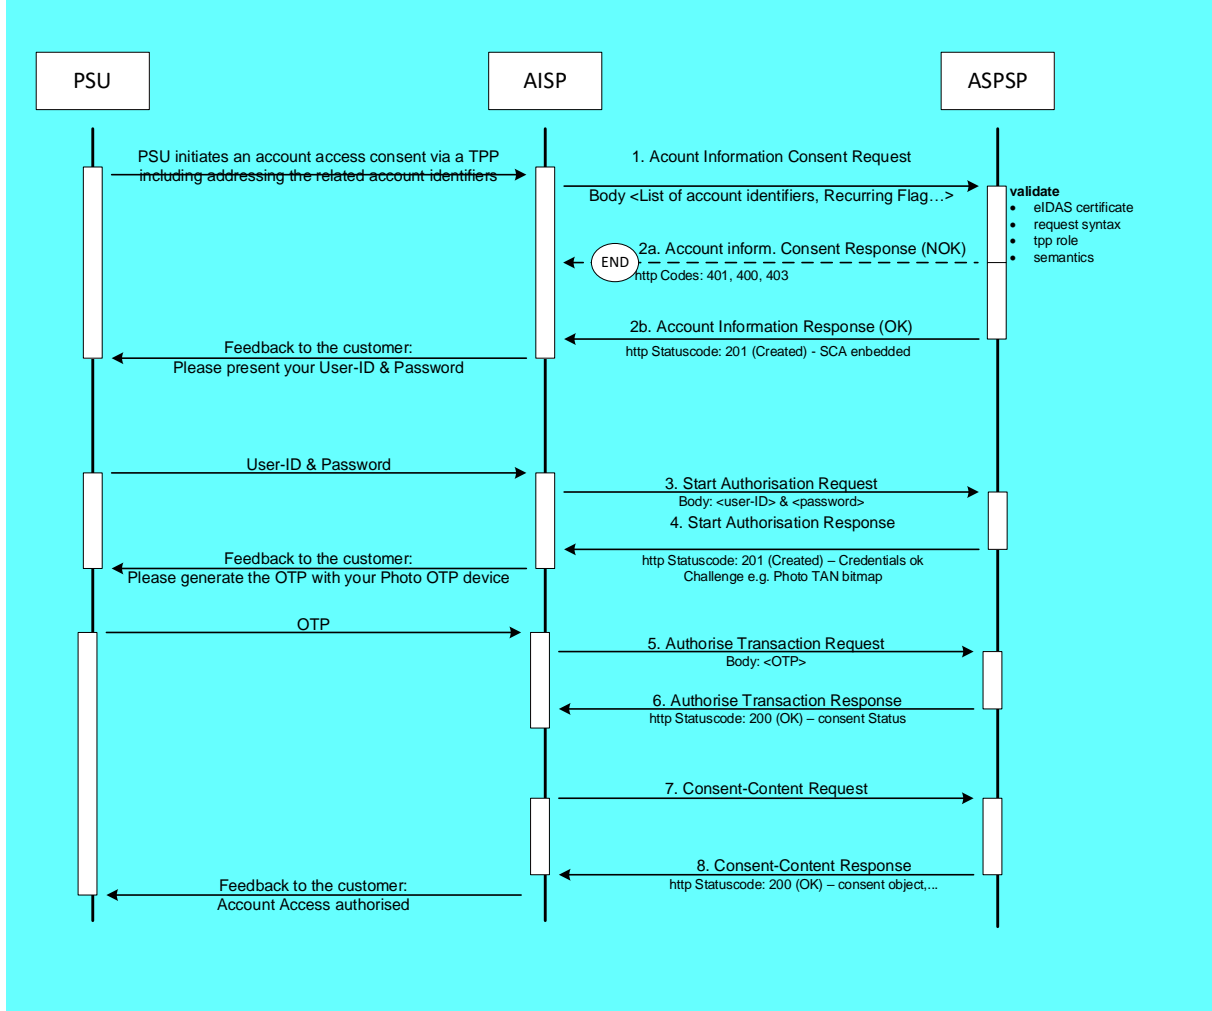 PSU
AISP
ASPSP
PSU initiates an account access consent via a TPP
including addressing the related account identifiers
1. Acount Information Consent Request
Body <List of account identifiers, Recurring Flag…>
validate
• eIDAS certificate
• request syntax
• tpp role
• semantics
END
2a. Account inform. Consent Response (NOK)
http Codes: 401, 400, 403
2b. Account Information Response (OK)
http Statuscode: 201 (Created) - SCA enbedded
Feedback to the customer:
Please present your User-ID & Password
User-ID & Password
3. Start Authorisation Request
Body: <user-ID> & <password>
4. Start Authorisation Response
http Statuscode: 201 (Created) – Credentials ok
Challenge e.g. Photo TAN bitmap
Feedback to the customer:
Please generate the OTP with your Photo OTP device
OTP
5. Authorise Transaction Request
Body: <OTP>
6. Authorise Transaction Response
http Statuscode: 200 (OK) – consent Status
7. Consent-Content Request
8. Consent-Content Response
http Statuscode: 200 (OK) – consent object,...
Feedback to the customer:
Account Access authorised